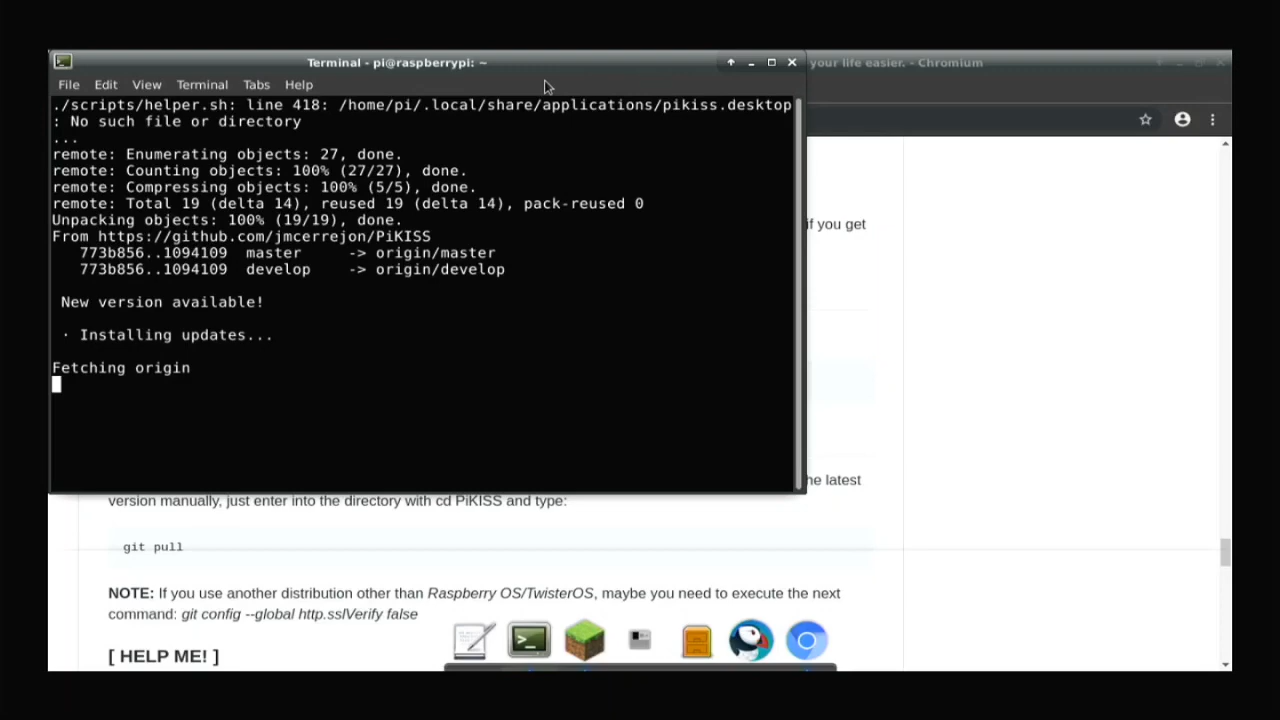 Terminal - pi@raspberrypi: ~
your life easier. - Chromium
File Edit View Terminal Tabs Help
./scripts/helper.sh: line 418: /home/pi/.local/share/applications/pikiss.desktop
: No such file or directory
...
remote: Enumerating objects: 27, done.
remote: Counting objects: 100% (27/27), done.
remote: Compressing objects: 100% (5/5), done.
remote: Total 19 (delta 14), reused 19 (delta 14), pack-reused 0
Unpacking objects: 100% (19/19), done.
From https://github.com/jmcerrejon/PiKISS
773b856..1094109 master -> origin/master
773b856..1094109 develop -> origin/develop
New version available!
· Installing updates...
Fetching origin
if you get
he latest
version manually, just enter into the directory with cd PiKISS and type:
git pull
NOTE: If you use another distribution other than Raspberry OS/TwisterOS, maybe you need to execute the next
command: git config --global http.sslVerify false
[ HELP ME! ]